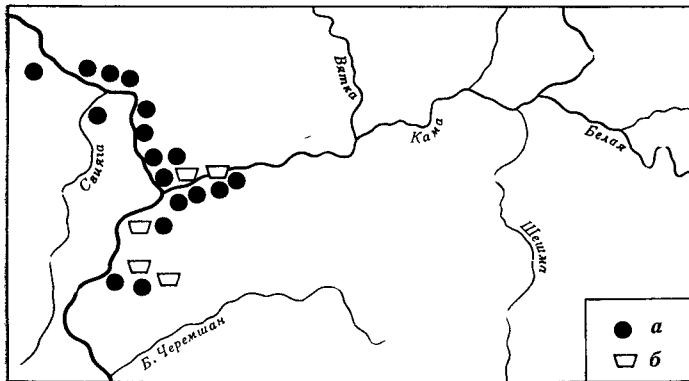 Вятка
Кама
Белая
Свияга
Шешма
Б. Черемшан
а
б